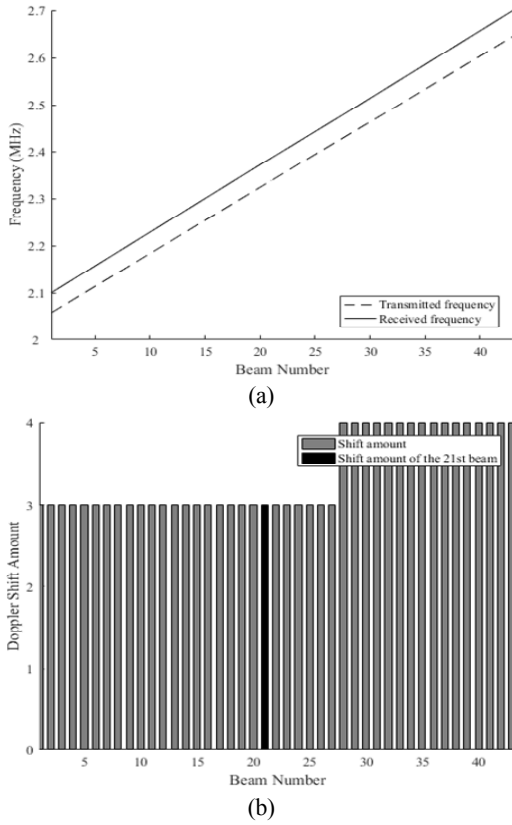 2.7
2.6
2.5
2.4
2.3
2.2
2.1
2
Frequency (MHz)
Transmitted frequency
Received frequency
5 10 15 20 25 30 35 40
Beam Number
(a)
4
3
2
1
0
Doppler Shift Amount
Shift amount
Shift amount of the 21st beam
5 10 15 20 25 30 35 40
Beam Number
(b)